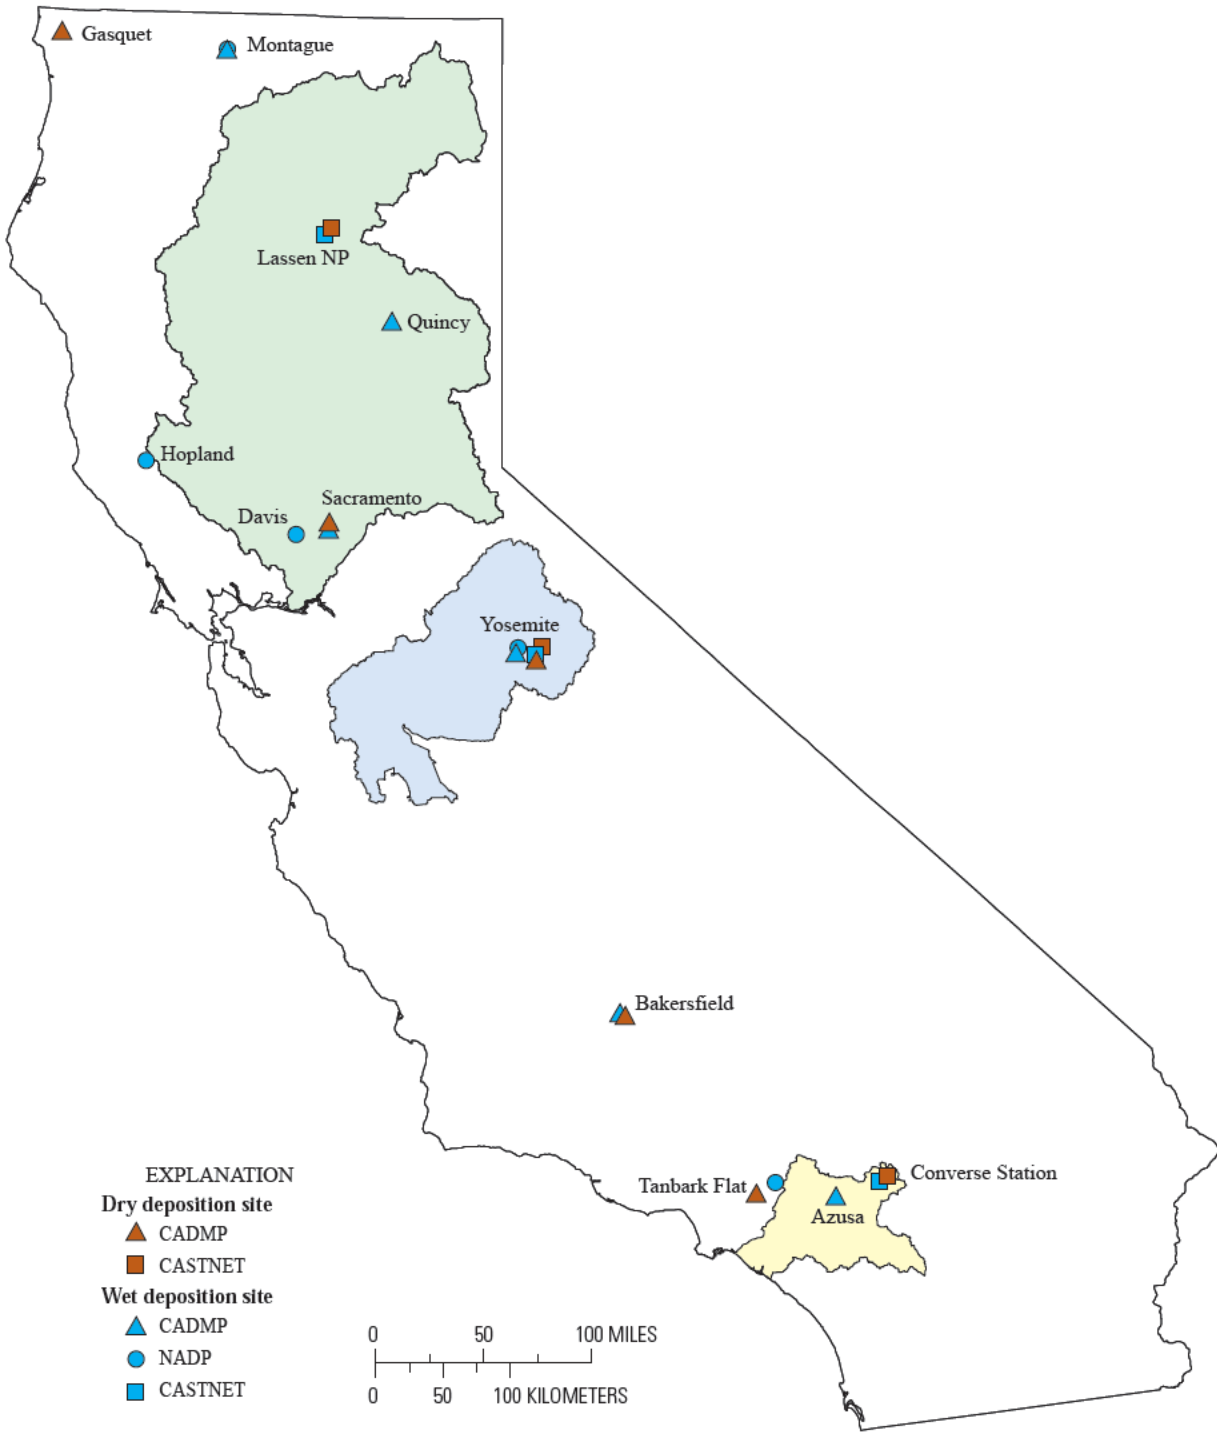 Gasquet
Montague
Lassen NP
Quincy
Hopland
Sacramento
Davis
Yosemite
Bakersfield
Converse Station
Tanbark Flat
Azusa
EXPLANATION
Dry deposition site
CADMP
CASTNET
Wet deposition site
CADMP
NADP
CASTNET
0 50 100 MILES
0 50 100 KILOMETERS